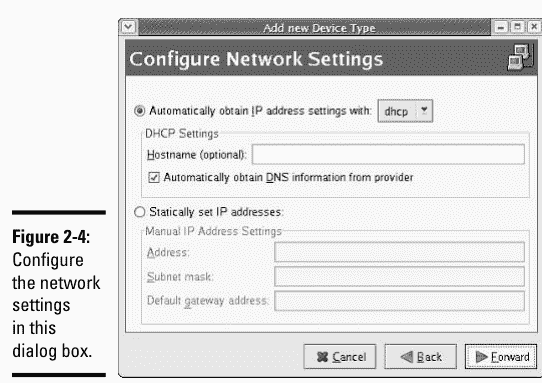 Add new Device Type
Configure Network Settings
Automatically obtain IP address settings with: dhcp
DHCP Settings
Hostname (optional):
Automatically obtain DNS information from provider
Statically set IP addresses:
Manual IP Address Settings
Address:
Subnet mask:
Default gateway address:
Cancel
Back
Forward
Figure 2-4:
Configure
the network
settings
in this
dialog box.